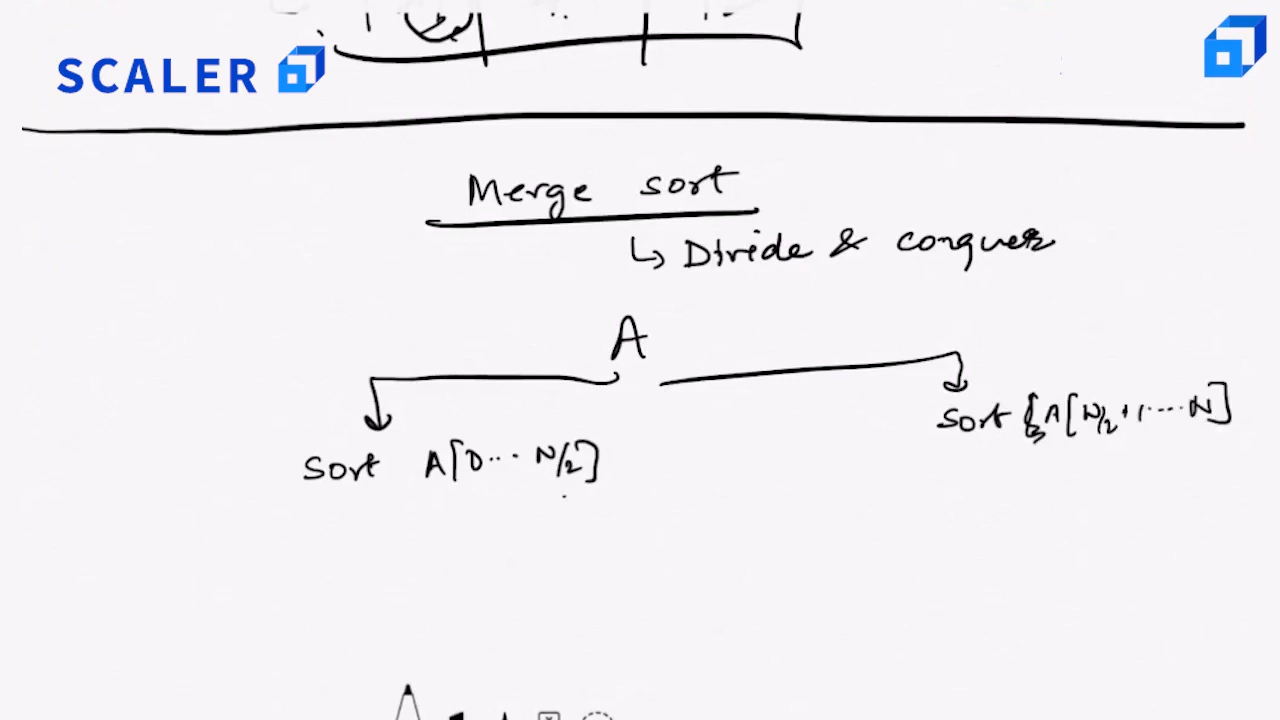 SCALER
Merge sort
↳ Divide & conquer
A
sort A[0... N/2]
sort A[N/2+1....N]